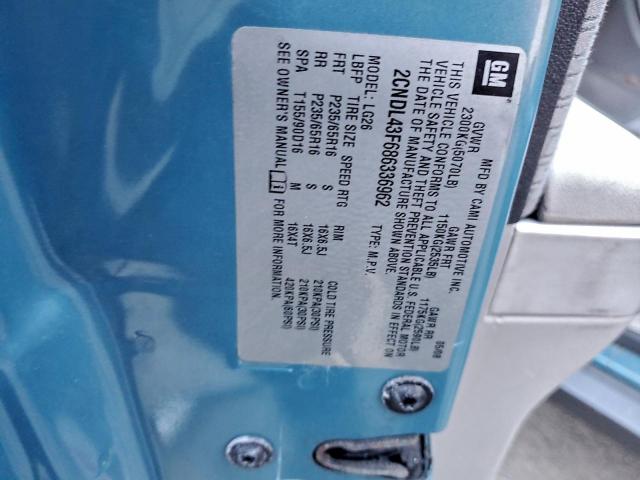 GM
MFD BY CAMI AUTOMOTIVE INC. 05/08
GVWR GAWR FRT GAWR RR
2300KG(5070LB) 1150KG(2535LB) 1175KG(2590LB)
THIS VEHICLE CONFORMS TO ALL APPLICABLE U.S. FEDERAL MOTOR
VEHICLE SAFETY AND THEFT PREVENTION STANDARDS IN EFFECT ON
THE DATE OF MANUFACTURE SHOWN ABOVE.
2CNDL43F686336962 TYPE: M.P.V.
MODEL: LG26
LBFP TIRE SIZE SPEED RTG RIM COLD TIRE PRESSURE
FRT P235/65R16 S 16X6.5J 210KPA(30PSI)
RR P235/65R16 S 16X6.5J 210KPA(30PSI)
SPA T155/90D16 M 16X4T 420KPA(60PSI)
SEE OWNER'S MANUAL FOR MORE INFORMATION.